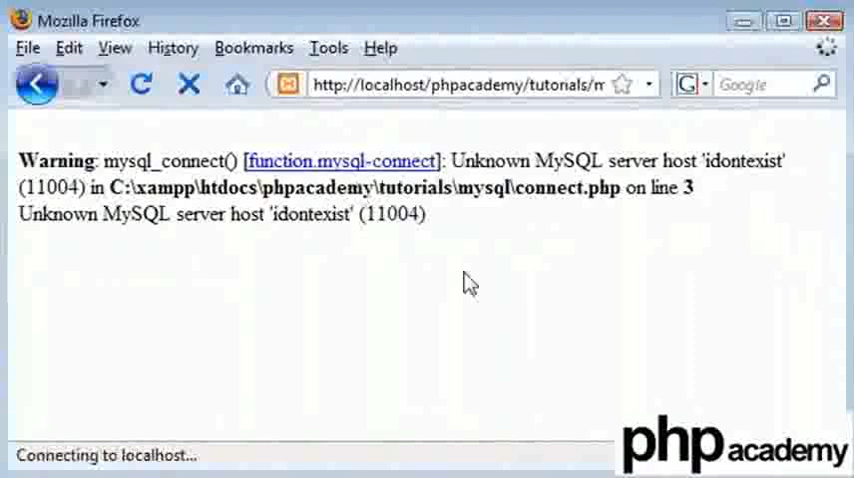 Mozilla Firefox
File Edit View History Bookmarks Tools Help
http://localhost/phpacademy/tutorials/m G Google
Warning: mysql_connect() [function.mysql-connect]: Unknown MySQL server host 'idontexist'
(11004) in C:\xampp\htdocs\phpacademy\tutorials\mysql\connect.php on line 3
Unknown MySQL server host 'idontexist' (11004)
Connecting to localhost...
php academy